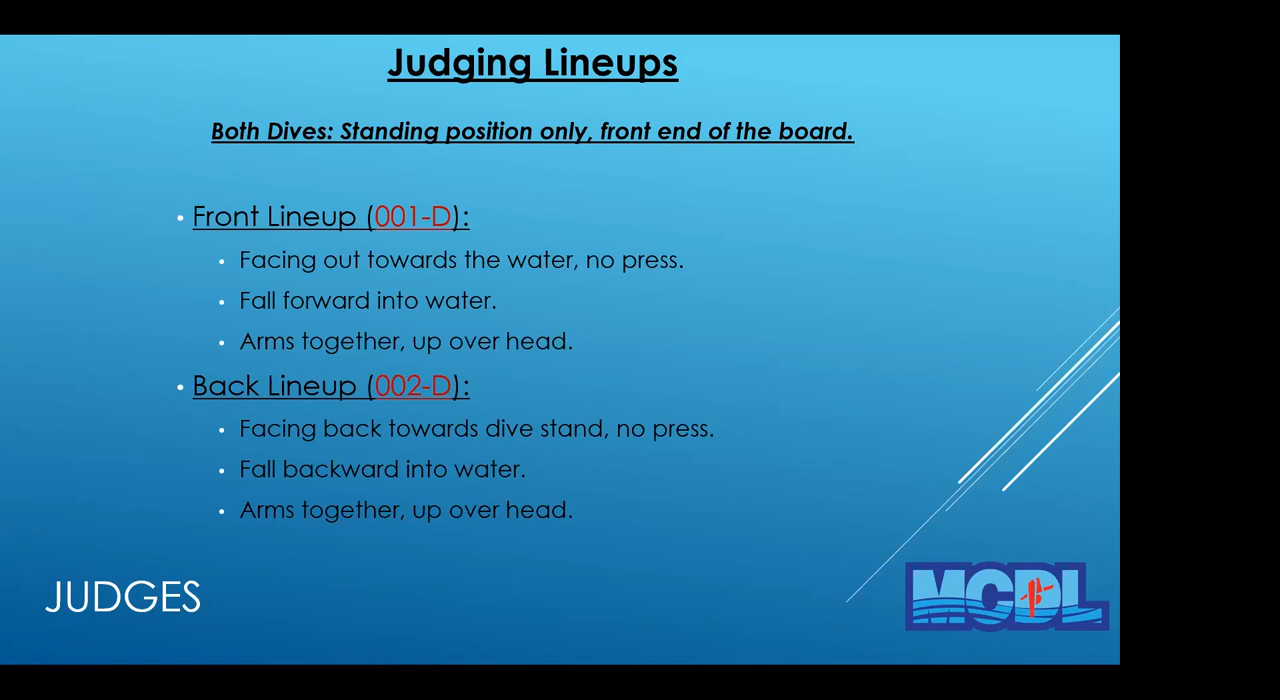 Judging Lineups
Both Dives: Standing position only, front end of the board.
• Front Lineup (001-D):
• Facing out towards the water, no press.
• Fall forward into water.
• Arms together, up over head.
• Back Lineup (002-D):
• Facing back towards dive stand, no press.
• Fall backward into water.
• Arms together, up over head.
JUDGES
MCDL